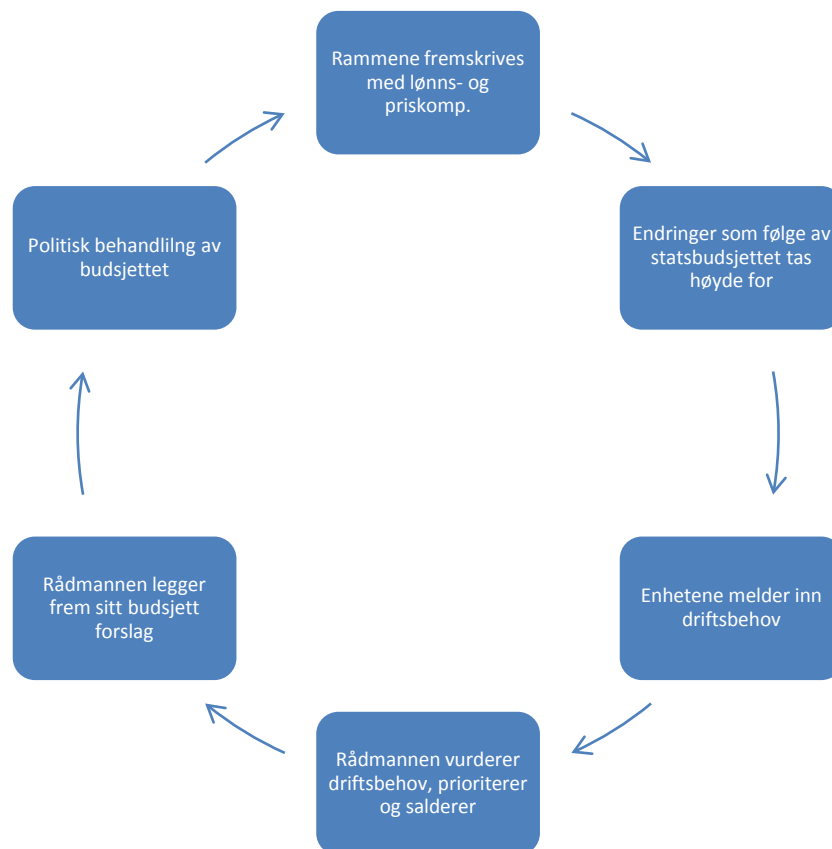 Rammene fremskrives
med lønns- og
priskomp.
Endringer som følge av
statsbudsjettet tas
høyde for
Enhetene melder inn
driftsbehov
Rådmannen vurderer
driftsbehov, prioriterer
og salderer
Rådmannen legger
frem sitt budsjett
forslag
Politisk behandlilng av
budsjettet